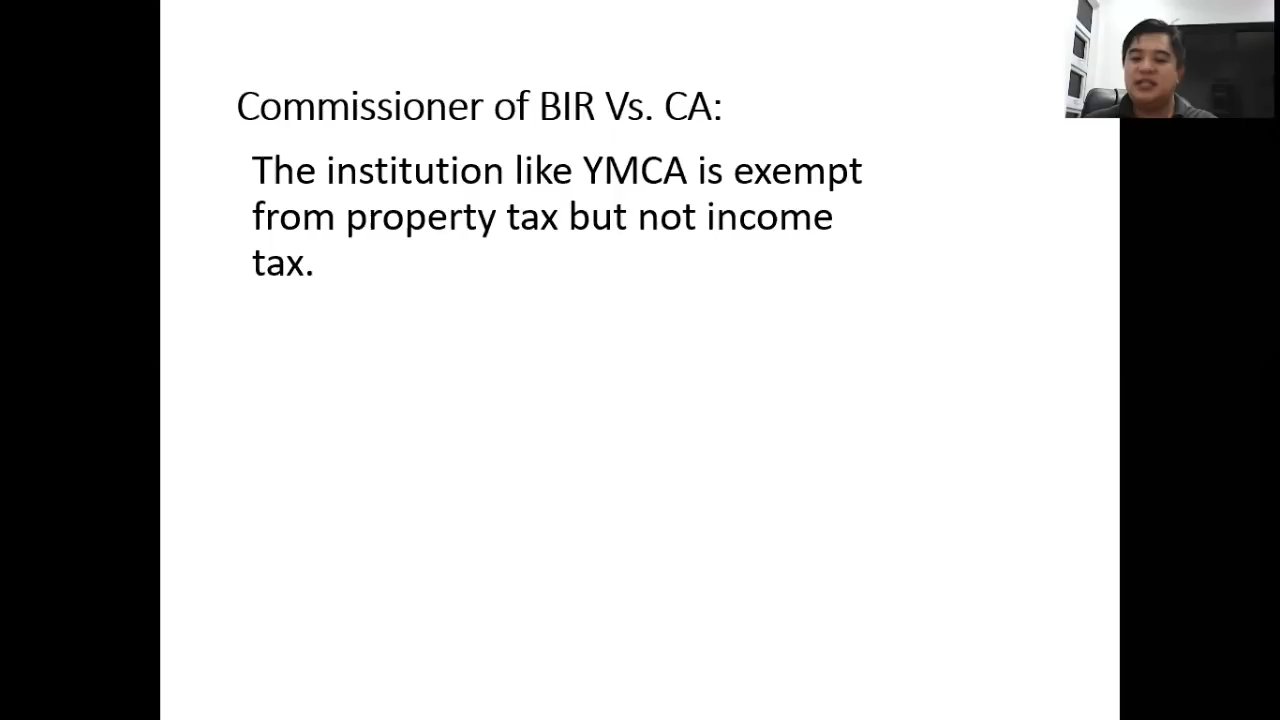 Commissioner of BIR Vs. CA:
The institution like YMCA is exempt
from property tax but not income
tax.